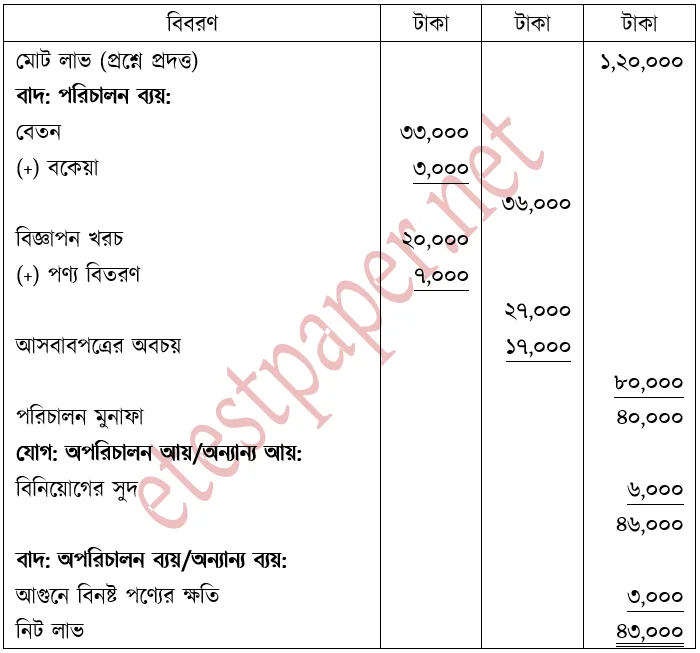 বিবরণ টাকা টাকা টাকা
মোট লাভ (প্রশ্নে প্রদত্ত) ১,২০,০০০
বাদ: পরিচালন ব্যয়:
বেতন ৩৩,০০০
(+) বকেয়া ৩,০০০
৩৬,০০০
বিজ্ঞাপন খরচ ২০,০০০
(+) পণ্য বিতরণ ৭,০০০
২৭,০০০
আসবাবপত্রের অবচয় ১৭,০০০
৮০,০০০
পরিচালন মুনাফা ৪০,০০০
যোগ: অপরিচালন আয়/অন্যান্য আয়:
বিনিয়োগের সুদ ৬,০০০
৪৬,০০০
বাদ: অপরিচালন ব্যয়/অন্যান্য ব্যয়:
আগুনে বিনষ্ট পণ্যের ক্ষতি ৩,০০০
নিট লাভ ৪৩,০০০
etestpaper.net